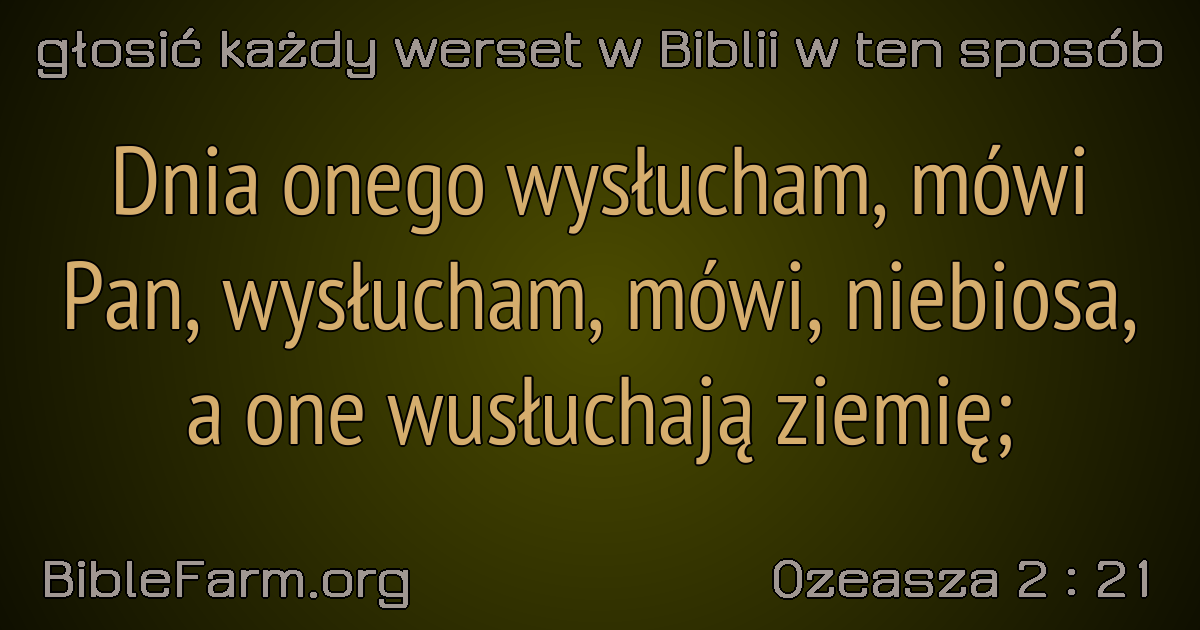 głosić każdy werset w Biblii w ten sposób
Dnia onego wysłucham, mówi
Pan, wysłucham, mówi, niebiosa,
a one wusłuchają ziemię;
BibleFarm.org
Ozeasza 2 : 21